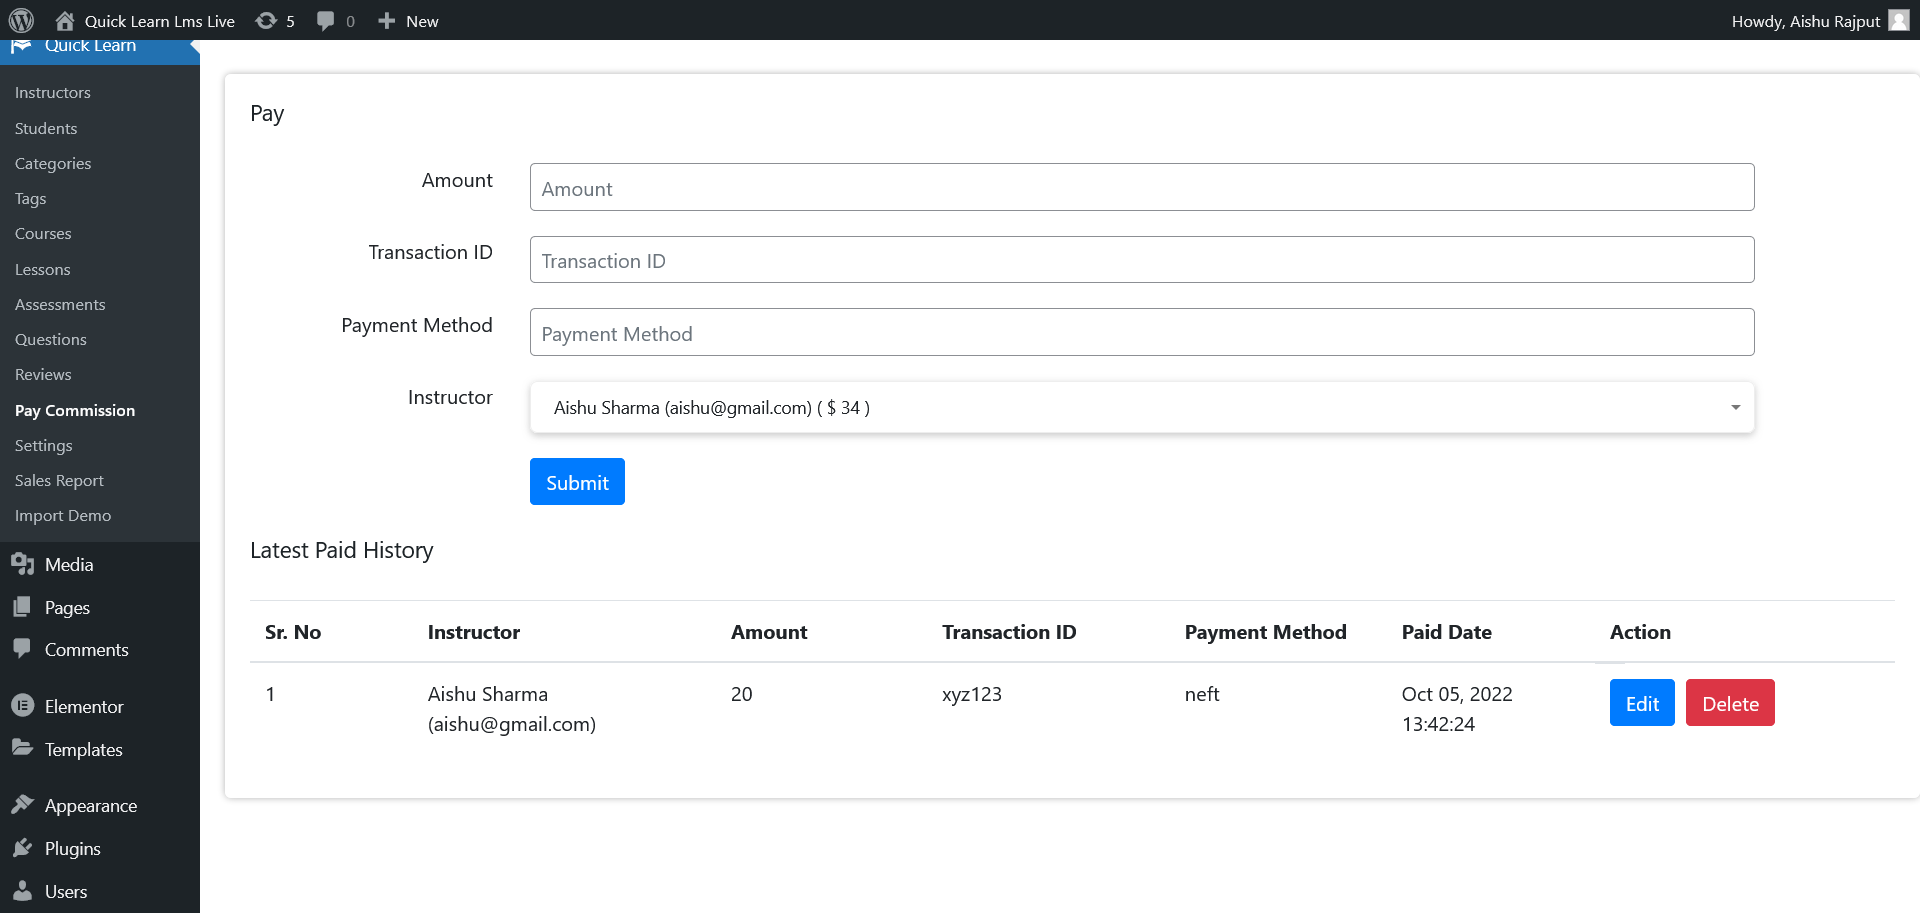 Quick Learn Lms Live 5 0 New Howdy, Aishu Rajput
Quick Learn
Instructors
Students
Categories
Tags
Courses
Lessons
Assessments
Questions
Reviews
Pay Commission
Settings
Sales Report
Import Demo
Media
Pages
Comments
Elementor
Templates
Appearance
Plugins
Users
Pay
Amount Amount
Transaction ID Transaction ID
Payment Method Payment Method
Instructor Aishu Sharma (aishu@gmail.com) ( $ 34 )
Submit
Latest Paid History
Sr. No Instructor Amount Transaction ID Payment Method Paid Date Action
1 Aishu Sharma 20 xyz123 neft Oct 05, 2022 Edit Delete
(aishu@gmail.com) 13:42:24